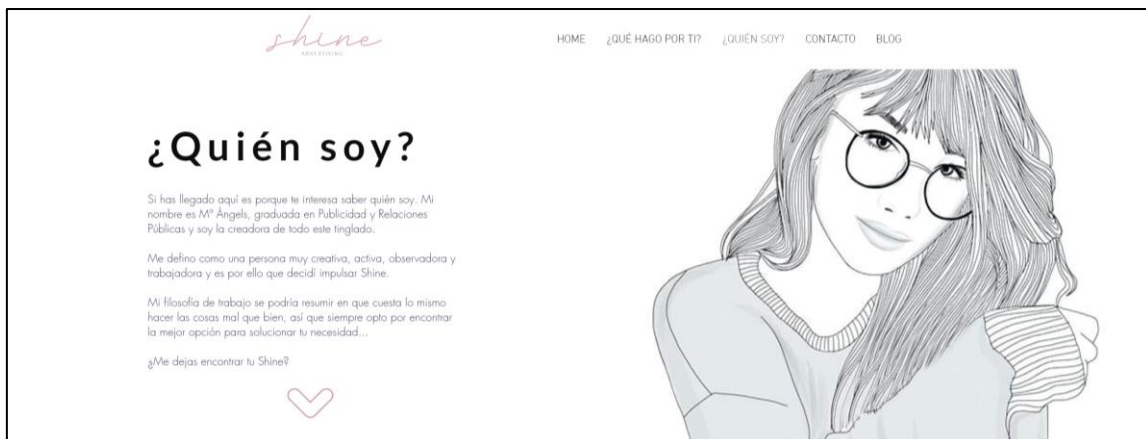 shine
ADVERTISING
HOME ¿QUÉ HAGO POR TI? ¿QUIÉN SOY? CONTACTO BLOG
¿Quién soy?
Si has llegado aquí es porque te interesa saber quién soy. Mi
nombre es Mª Àngels, graduada en Publicidad y Relaciones
Públicas y soy la creadora de todo este tinglado.
Me defino como una persona muy creativa, activa, observadora y
trabajadora y es por ello que decidí impulsar Shine.
Mi filosofía de trabajo se podría resumir en que cuesta lo mismo
hacer las cosas mal que bien, así que siempre opto por encontrar
la mejor opción para solucionar tu necesidad...
¿Me dejas encontrar tu Shine?